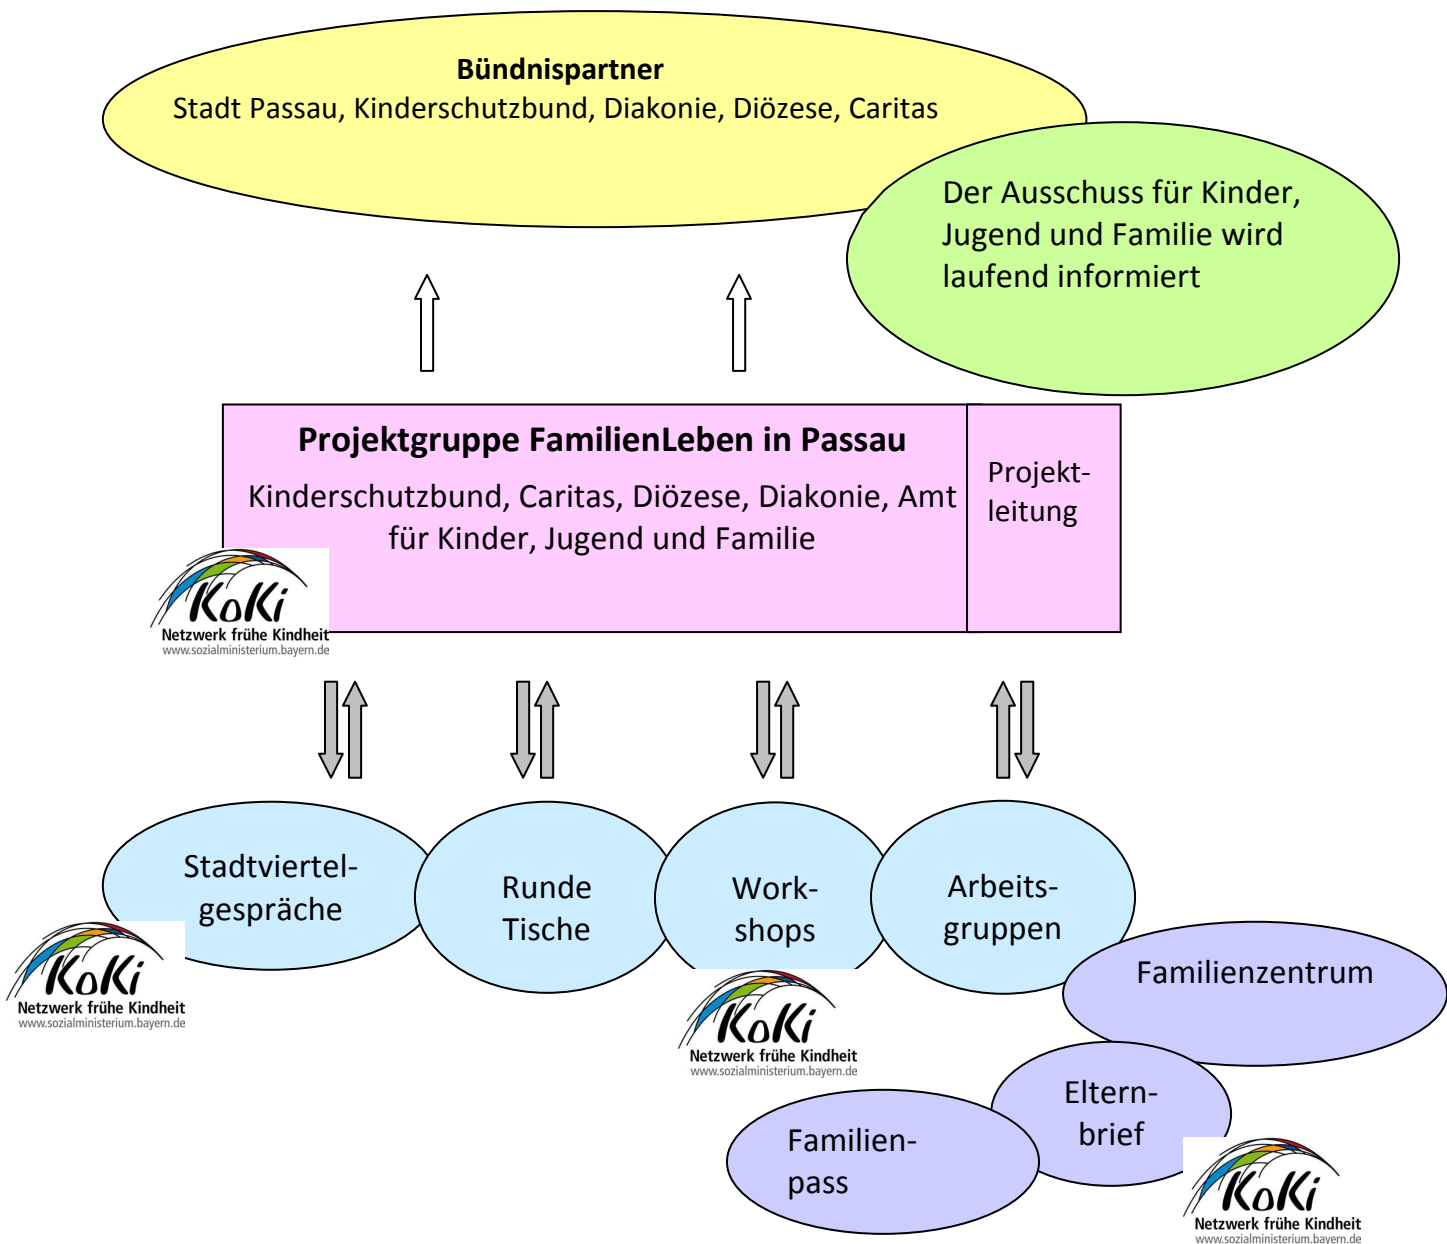 Bündnispartner
Stadt Passau, Kinderschutzbund, Diakonie, Diözese, Caritas
Der Ausschuss für Kinder,
Jugend und Familie wird
laufend informiert
Projektgruppe FamilienLeben in Passau
Kinderschutzbund, Caritas, Diözese, Diakonie, Amt
für Kinder, Jugend und Familie
Projekt-
leitung
KoKi
Netzwerk frühe Kindheit
www.sozialministerium.bayern.de
Stadtviertel-
gespräche
KoKi
Netzwerk frühe Kindheit
www.sozialministerium.bayern.de
Runde
Tische
Work-
shops
KoKi
Netzwerk frühe Kindheit
www.sozialministerium.bayern.de
Arbeits-
gruppen
Familienzentrum
Eltern-
brief
Familien-
pass
KoKi
Netzwerk frühe Kindheit
www.sozialministerium.bayern.de